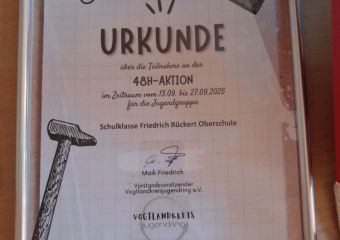 URKUNDE
über die Teilnahme an der
48H-AKTION
im Zeitraum vom 13.09. bis 27.09.2025
für die Jugendgruppe:
Schulklasse Friedrich Rückert Oberschule
Maik Friedrich
Vorstandsvorsitzender
Vogtlandkreisjugendring e.V.
VOGTLANDKREIS
jugendring